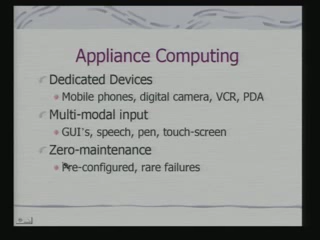 Appliance Computing
Dedicated Devices
Mobile phones, digital camera, VCR, PDA
Multi-modal input
GUI's, speech, pen, touch-screen
Zero-maintenance
Pre-configured, rare failures